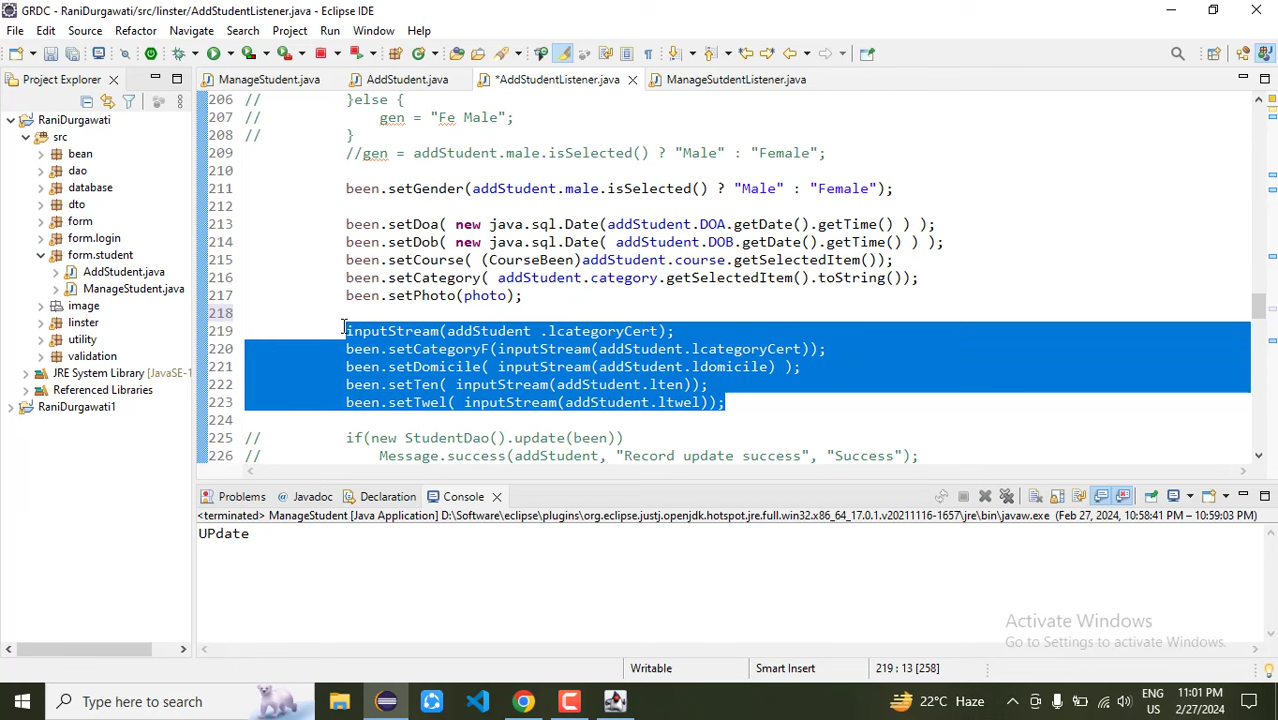 GRDC - RaniDurgawati/src/linster/AddStudentListener.java - Eclipse IDE
File Edit Source Refactor Navigate Search Project Run Window Help
Project Explorer
ManageStudent.java AddStudent.java *AddStudentListener.java ManageSutdentListener.java
RaniDurgawati
src
bean
dao
database
dto
form
form.login
form.student
AddStudent.java
ManageStudent.java
image
linster
utility
validation
JRE System Library [JavaSE-1
Referenced Libraries
RaniDurgawati1
206 // }else {
207 // gen = "Fe Male";
208 // }
209 //gen = addStudent.male.isSelected() ? "Male" : "Female";
210
211 been.setGender(addStudent.male.isSelected() ? "Male" : "Female");
212
213 been.setDoa( new java.sql.Date(addStudent.DOA.getDate().getTime() ) );
214 been.setDob( new java.sql.Date( addStudent.DOB.getDate().getTime() ) );
215 been.setCourse( (CourseBeen)addStudent.course.getSelectedItem());
216 been.setCategory( addStudent.category.getSelectedItem().toString());
217 been.setPhoto(photo);
218
219 inputStream(addStudent .lcategoryCert);
220 been.setCategoryF(inputStream(addStudent.lcategoryCert));
221 been.setDomicile( inputStream(addStudent.ldomicile) );
222 been.setTen( inputStream(addStudent.lten));
223 been.setTwel( inputStream(addStudent.ltwel));
224
225 // if(new StudentDao().update(been))
226 // Message.success(addStudent, "Record update success", "Success");
Problems Javadoc Declaration Console
<terminated> ManageStudent [Java Application] D:\Software\eclipse\plugins\org.eclipse.justj.openjdk.hotspot.jre.full.win32.x86_64_17.0.1.v20211116-1657\jre\bin\javaw.exe (Feb 27, 2024, 10:58:41 PM – 10:59:03 PM)
UPdate
Activate Windows
Go to Settings to activate Windows.
Writable Smart Insert 219 : 13 [258]
Type here to search
22°C Haze
ENG
US
11:01 PM
2/27/2024